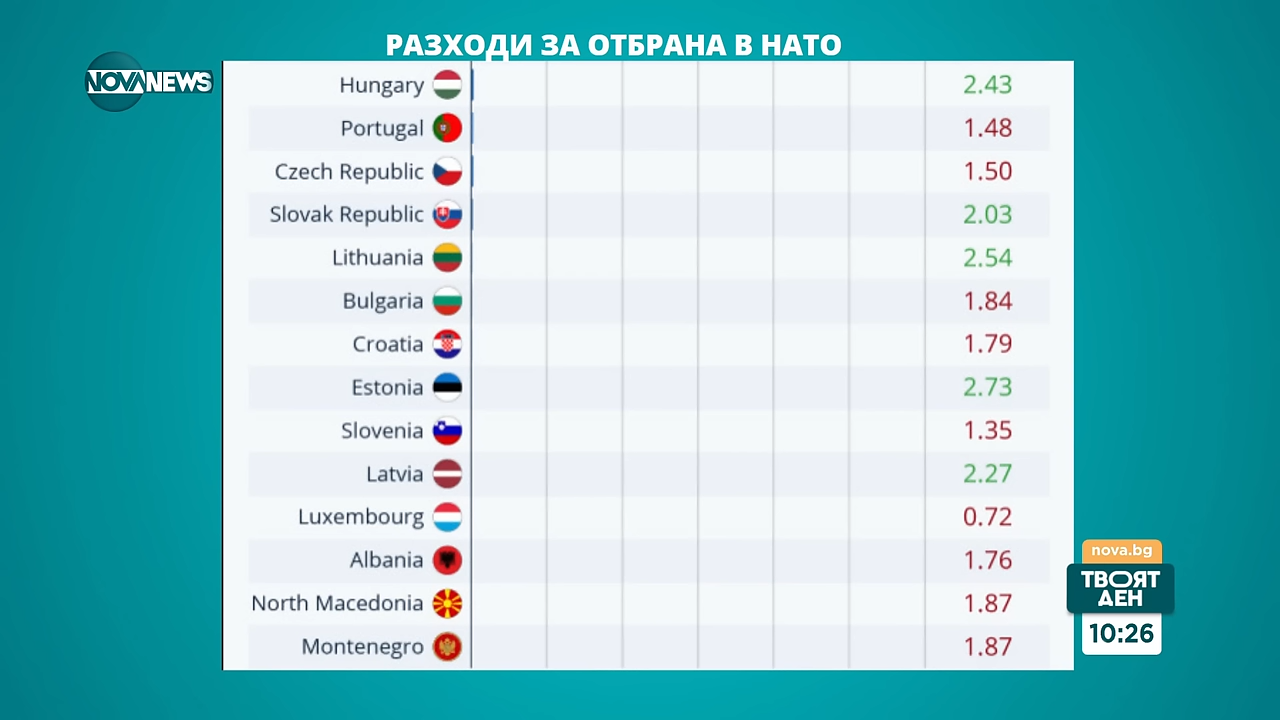 РАЗХОДИ ЗА ОТБРАНА В НАТО
NOVA NEWS
Hungary 2.43
Portugal 1.48
Czech Republic 1.50
Slovak Republic 2.03
Lithuania 2.54
Bulgaria 1.84
Croatia 1.79
Estonia 2.73
Slovenia 1.35
Latvia 2.27
Luxembourg 0.72
Albania 1.76
North Macedonia 1.87
Montenegro 1.87
nova.bg
ТВОЯТ
ДЕН
10:26